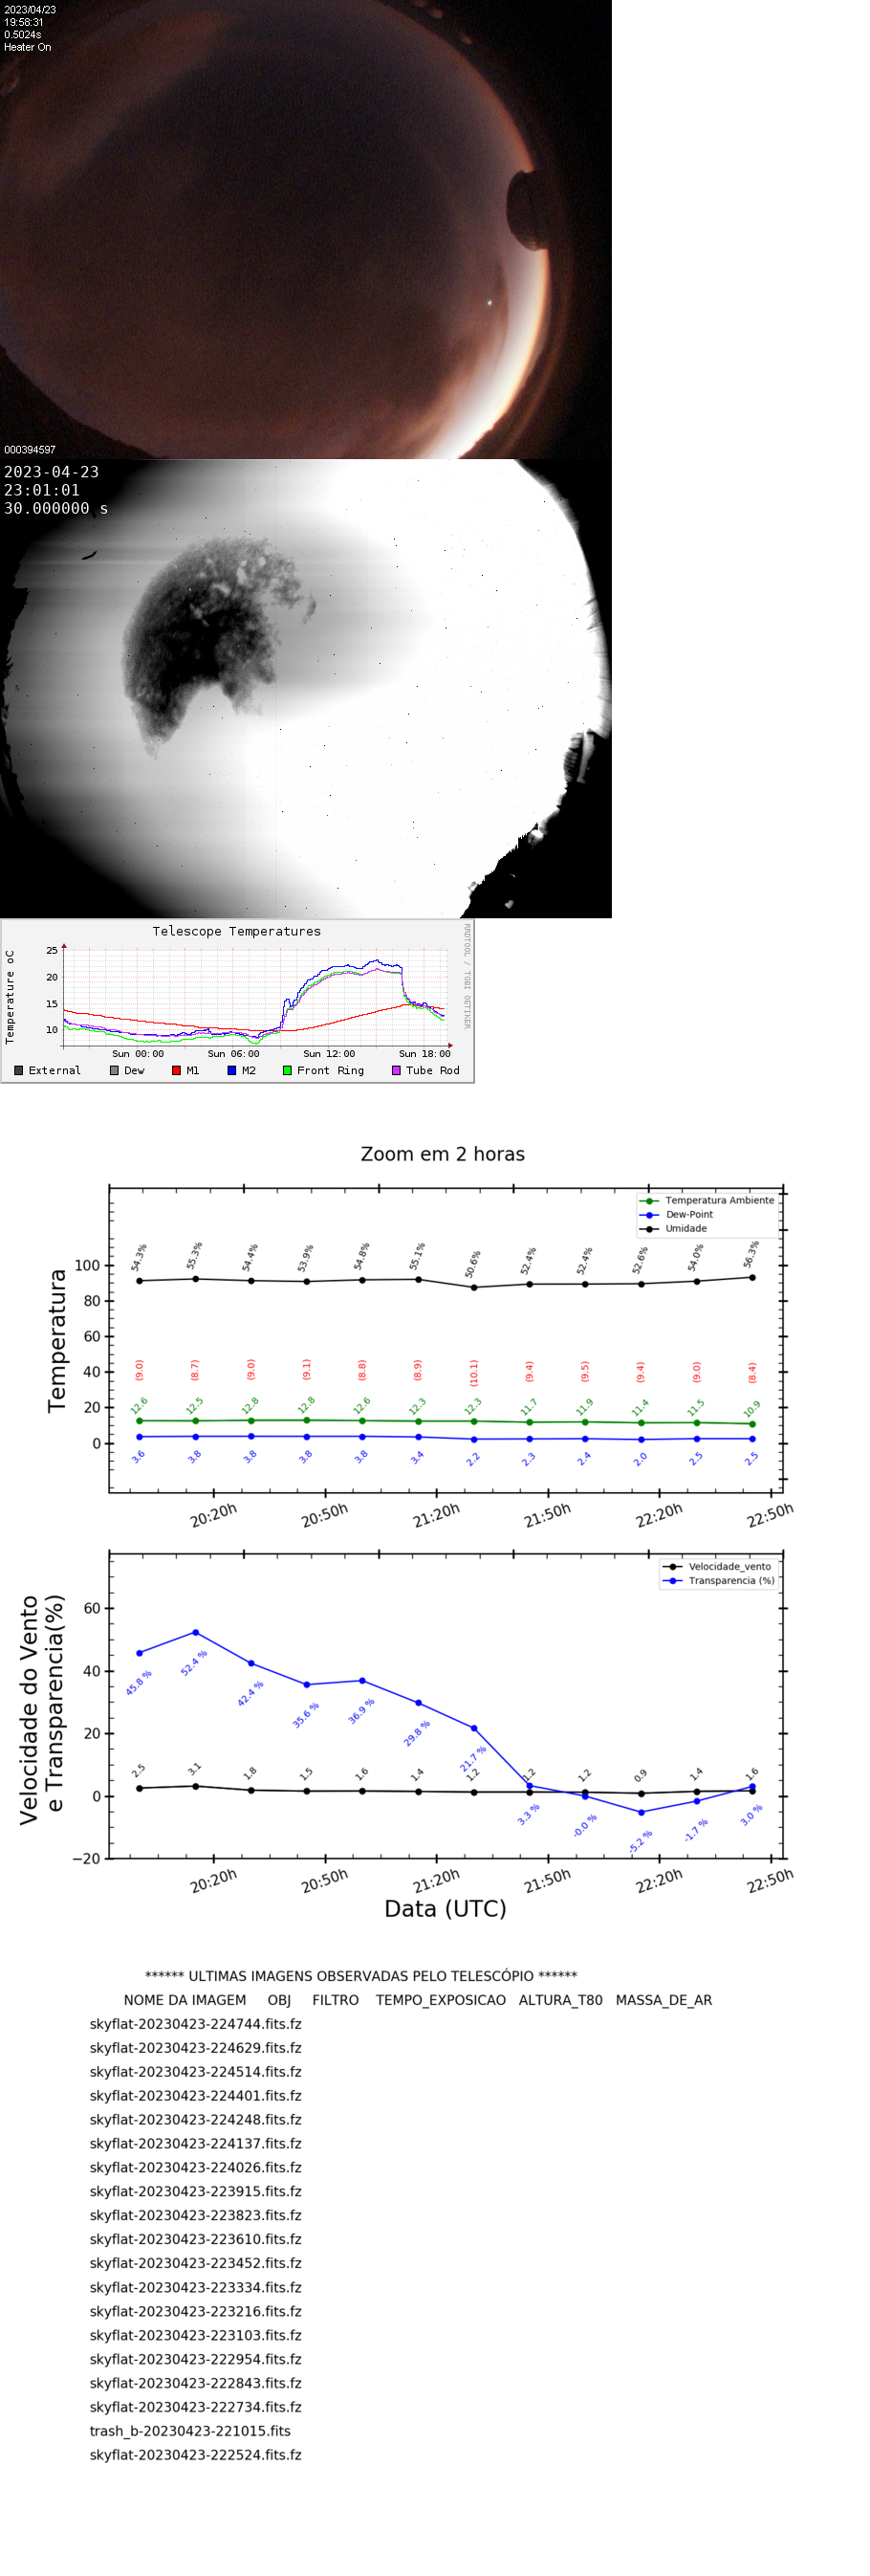 2023/04/23
19:58:31
0.5024s
Heater On
000394597
2023-04-23
23:01:01
30.000000 s
Telescope Temperatures
RRDTOOL / TOBI OETIKER
Temperature oC
25
20
15
10
Sun 00:00 Sun 06:00 Sun 12:00 Sun 18:00
External Dew M1 M2 Front Ring Tube Rod
Zoom em 2 horas
Temperatura Ambiente
Dew-Point
Umidade
Temperatura
100
80
60
40
20
0
54.3% 55.3% 54.4% 53.9% 54.8% 55.1% 50.6% 52.4% 52.4% 52.6% 54.0% 56.3%
(9.0) (8.7) (9.0) (9.1) (8.8) (8.9) (10.1) (9.4) (9.5) (9.4) (9.0) (8.4)
12.6 12.5 12.8 12.8 12.6 12.3 12.3 11.7 11.9 11.4 11.5 10.9
3.6 3.8 3.8 3.8 3.8 3.4 2.2 2.3 2.4 2.0 2.5 2.5
20:20h 20:50h 21:20h 21:50h 22:20h 22:50h
Velocidade_vento
Transparencia (%)
Velocidade do Vento
e Transparencia(%)
60
40
20
0
−20
45.8 % 52.4 % 42.4 % 35.6 % 36.9 % 29.8 % 21.7 % 3.3 % -0.0 % -5.2 % -1.7 % 3.0 %
2.5 3.1 1.8 1.5 1.6 1.4 1.2 1.2 1.2 0.9 1.4 1.6
20:20h 20:50h 21:20h 21:50h 22:20h 22:50h
Data (UTC)
****** ULTIMAS IMAGENS OBSERVADAS PELO TELESCÓPIO ******
NOME DA IMAGEM OBJ FILTRO TEMPO_EXPOSICAO ALTURA_T80 MASSA_DE_AR
skyflat-20230423-224744.fits.fz
skyflat-20230423-224629.fits.fz
skyflat-20230423-224514.fits.fz
skyflat-20230423-224401.fits.fz
skyflat-20230423-224248.fits.fz
skyflat-20230423-224137.fits.fz
skyflat-20230423-224026.fits.fz
skyflat-20230423-223915.fits.fz
skyflat-20230423-223823.fits.fz
skyflat-20230423-223610.fits.fz
skyflat-20230423-223452.fits.fz
skyflat-20230423-223334.fits.fz
skyflat-20230423-223216.fits.fz
skyflat-20230423-223103.fits.fz
skyflat-20230423-222954.fits.fz
skyflat-20230423-222843.fits.fz
skyflat-20230423-222734.fits.fz
trash_b-20230423-221015.fits
skyflat-20230423-222524.fits.fz